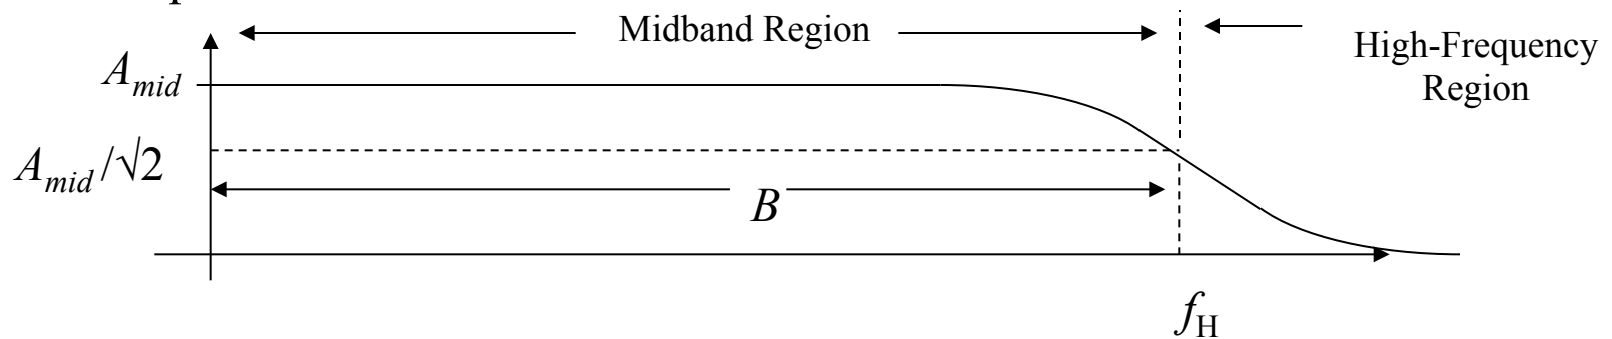 Midband Region
High-Frequency
Region
A_mid
A_mid/√2
B
f_H